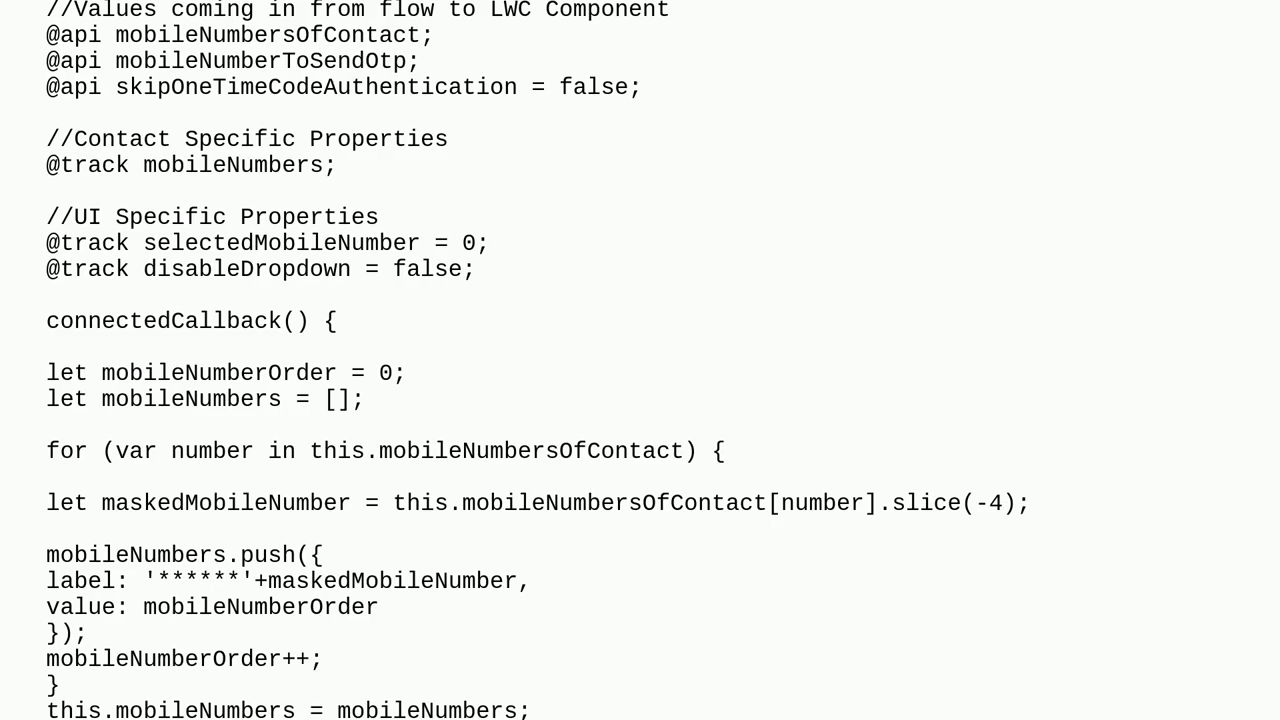 //Values coming in from flow to LWC Component
@api mobileNumbersOfContact;
@api mobileNumberToSendOtp;
@api skipOneTimeCodeAuthentication = false;
//Contact Specific Properties
@track mobileNumbers;
//UI Specific Properties
@track selectedMobileNumber = 0;
@track disableDropdown = false;
connectedCallback() {
let mobileNumberOrder = 0;
let mobileNumbers = [];
for (var number in this.mobileNumbersOfContact) {
let maskedMobileNumber = this.mobileNumbersOfContact[number].slice(-4);
mobileNumbers.push({
label: '******'+maskedMobileNumber,
value: mobileNumberOrder
});
mobileNumberOrder++;
}
this.mobileNumbers = mobileNumbers;